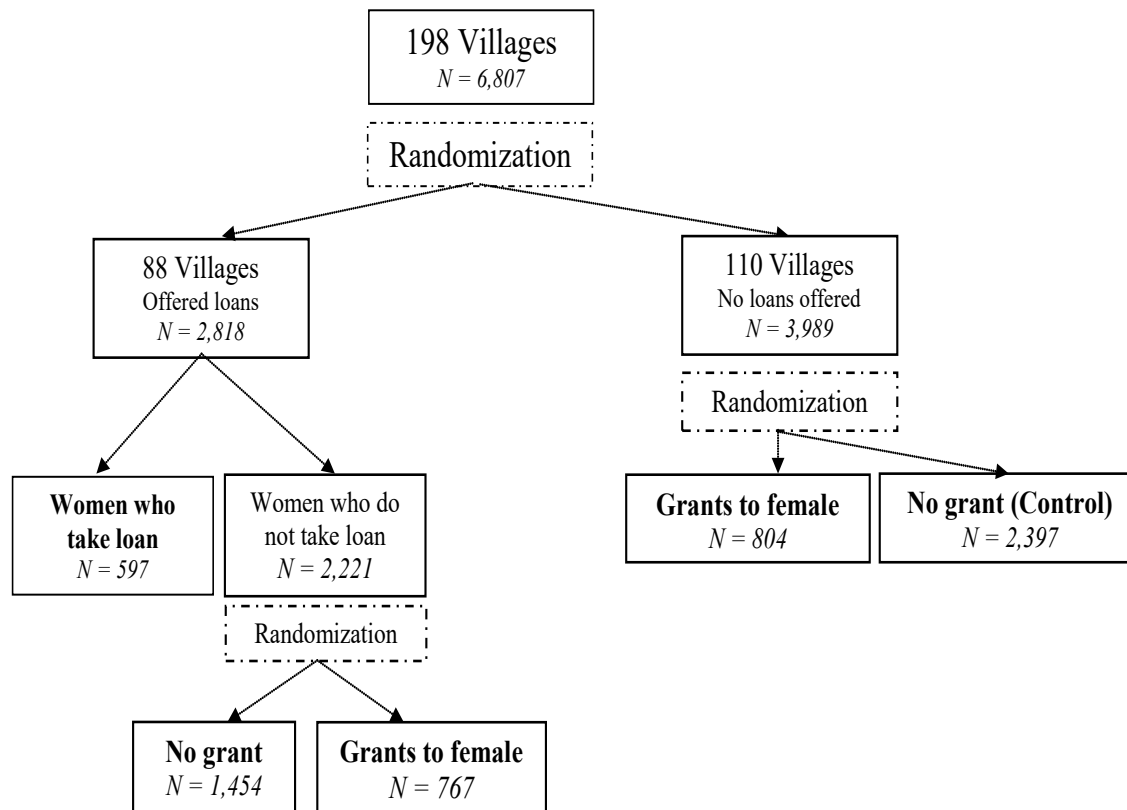 198 Villages
N = 6,807
Randomization
88 Villages
Offered loans
N = 2,818
110 Villages
No loans offered
N = 3,989
Randomization
Women who
take loan
N = 597
Women who do
not take loan
N = 2,221
Grants to female
N = 804
No grant (Control)
N = 2,397
Randomization
No grant
N = 1,454
Grants to female
N = 767